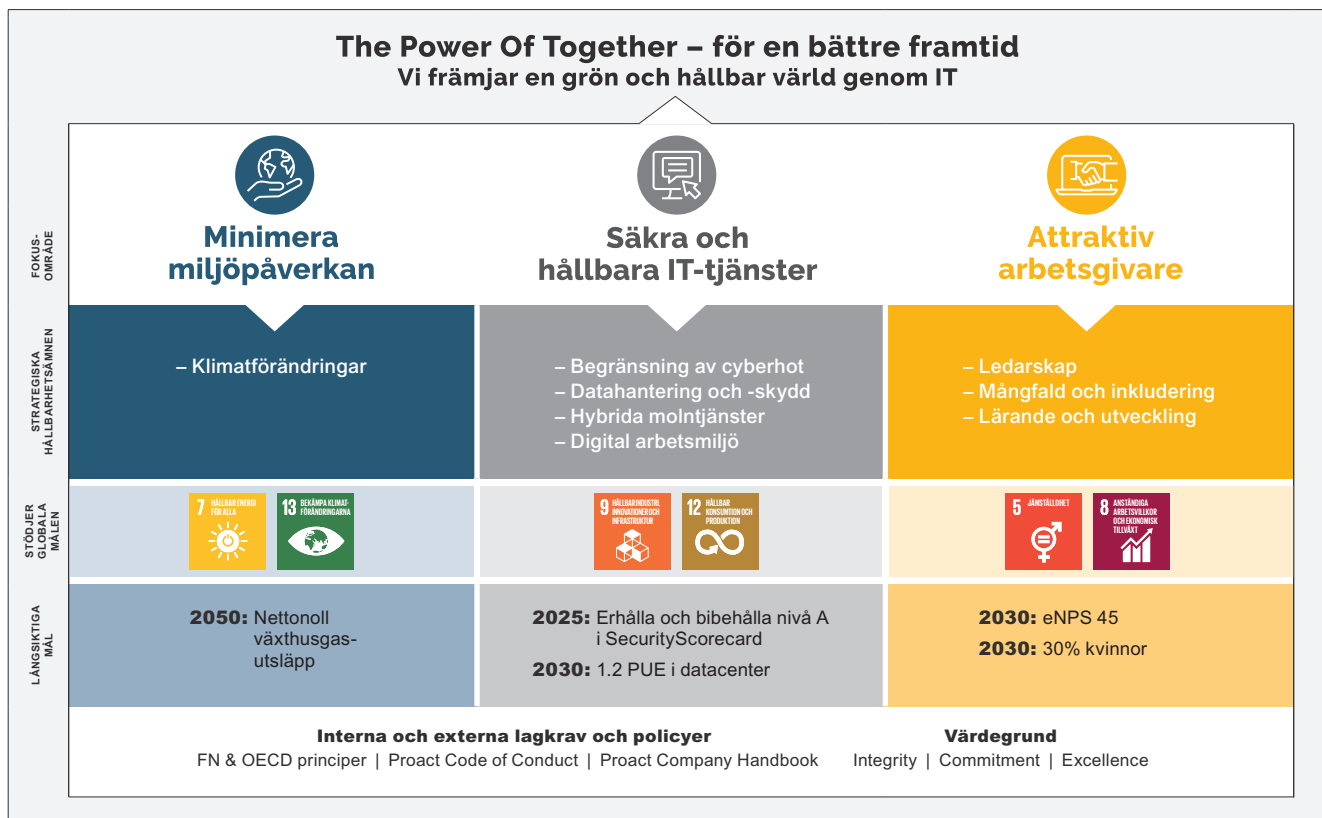 The Power Of Together – för en bättre framtid
Vi främjar en grön och hållbar värld genom IT
FOKUS-
OMRÅDE
Minimera
miljöpåverkan
Säkra och
hållbara IT-tjänster
Attraktiv
arbetsgivare
STRATEGISKA
HÅLLBARHETSÄMNEN
– Klimatförändringar
– Begränsning av cyberhot
– Datahantering och -skydd
– Hybrida molntjänster
– Digital arbetsmiljö
– Ledarskap
– Mångfald och inkludering
– Lärande och utveckling
STÖDJER
GLOBALA
MÅLEN
7 HÅLLBAR ENERGI
FÖR ALLA
13 BEKÄMPA KLIMAT-
FÖRÄNDRINGARNA
9 HÅLLBAR INDUSTRI,
INNOVATIONER OCH
INFRASTRUKTUR
12 HÅLLBAR
KONSUMTION OCH
PRODUKTION
5 JÄMSTÄLLDHET
8 ANSTÄNDIGA
ARBETSVILLKOR
OCH EKONOMISK
TILLVÄXT
LÅNGSIKTIGA
MÅL
2050: Nettonoll
växthusgas-
utsläpp
2025: Erhålla och bibehålla nivå A
i SecurityScorecard
2030: 1.2 PUE i datacenter
2030: eNPS 45
2030: 30% kvinnor
Interna och externa lagkrav och policyer
FN & OECD principer | Proact Code of Conduct | Proact Company Handbook
Värdegrund
Integrity | Commitment | Excellence